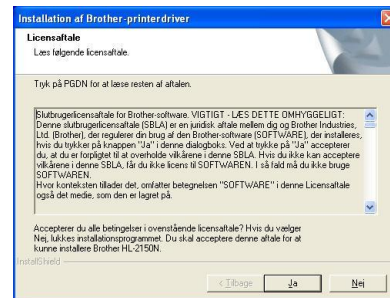 Installation af Brother-printerdriver
Licensaftale
Læs følgende licensaftale.
Tryk på PGDN for at læse resten af aftalen.
Slutbrugerlicensaftale for Brother-software. VIGTIGT - LÆS DETTE OMHYGGELIGT:
Denne slutbrugerlicensaftale (SBLA) er en juridisk aftale mellem dig og Brother Industries,
Ltd. (Brother), der regulerer din brug af den Brother-software (SOFTWARE), der installeres,
hvis du trykker på knappen "Ja" i denne dialogboks. Ved at trykke på "Ja" accepterer
du, at du er forpligtet til at overholde vilkårene i denne SBLA. Hvis du ikke kan acceptere
vilkårene i denne SBLA, får du ikke licens til SOFTWAREN. I så fald må du ikke bruge
SOFTWAREN.
Hvor konteksten tillader det, omfatter betegnelsen "SOFTWARE" i denne Licensaftale
også det medie, som den er lagret på.
Accepterer du alle betingelser i ovenstående licensaftale? Hvis du vælger
Nej, lukkes installationsprogrammet. Du skal acceptere denne aftale for at
kunne installere Brother HL-2150N.
InstallShield
< Tilbage
Ja
Nej